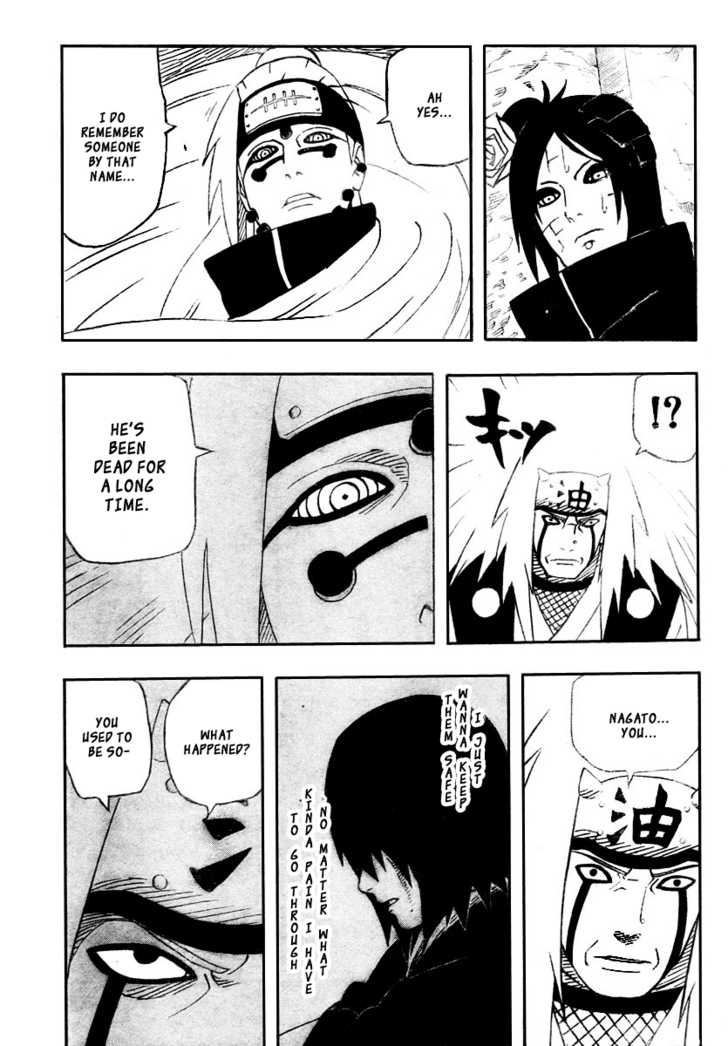 AH
YES...
I DO
REMEMBER
SOMEONE
BY THAT
NAME...
!?
キッ
油
HE'S
BEEN
DEAD FOR
A LONG
TIME.
NAGATO...
YOU...
油
I JUST
WANNA KEEP
THEM SAFE
NO MATTER WHAT
KINDA PAIN I HAVE
TO GO THROUGH
WHAT
HAPPENED?
YOU
USED TO
BE SO-